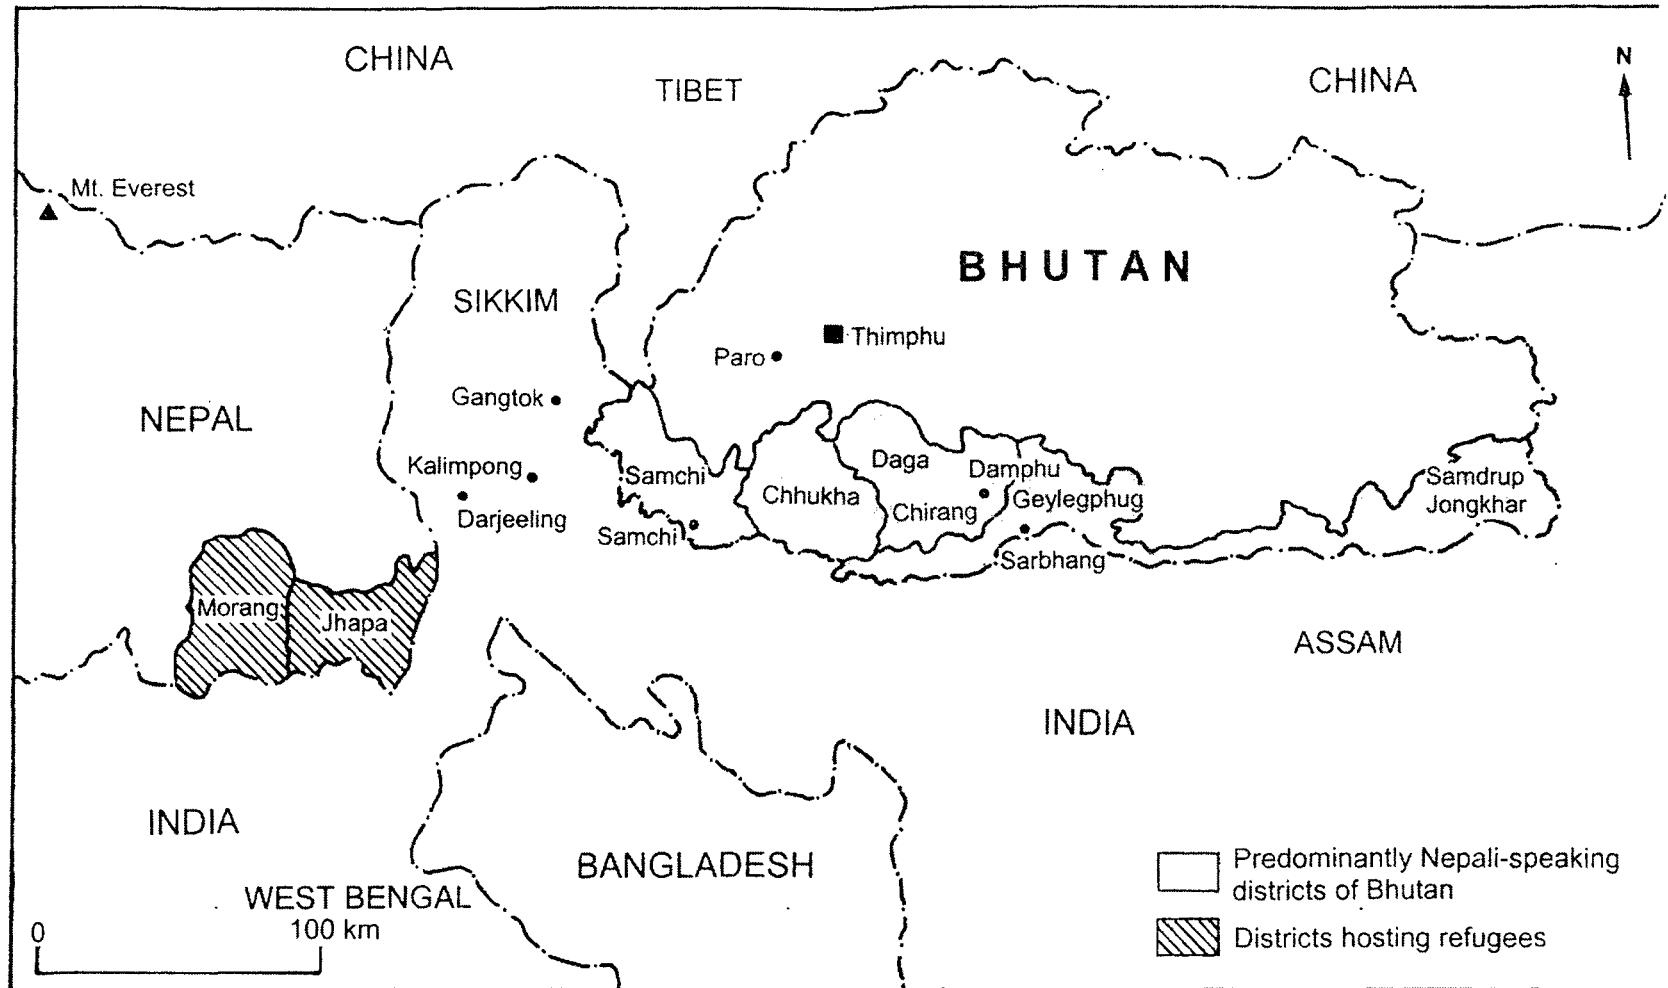 CHINA
TIBET
CHINA
N
Mt. Everest
BHUTAN
SIKKIM
Thimphu
Paro
Gangtok
NEPAL
Kalimpong
Darjeeling
Samchi
Samchi
Chhukha
Daga
Damphu
Chirang
Geylegphug
Sarbhang
Samdrup
Jongkhar
Morang
Jhapa
ASSAM
INDIA
INDIA
BANGLADESH
WEST BENGAL
0
100 km
Predominantly Nepali-speaking
districts of Bhutan
Districts hosting refugees